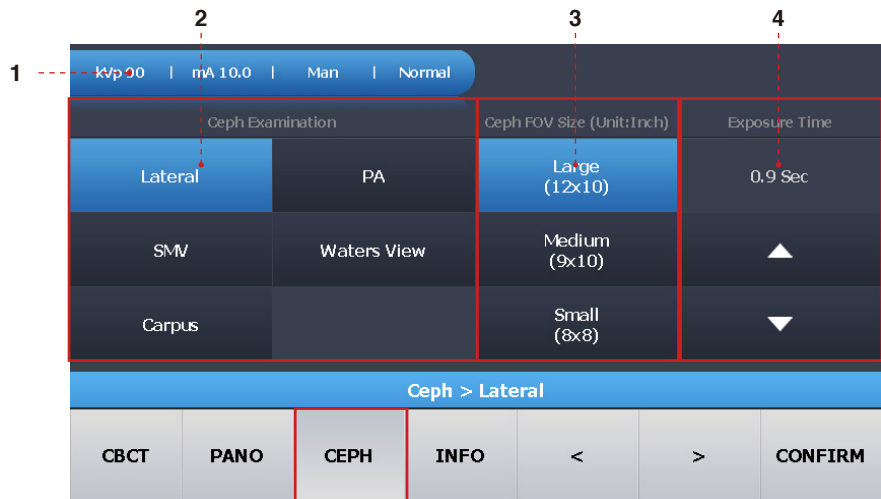 2 3 4
1
kVp 90 | mA 10.0 | Man | Normal
Ceph Examination Ceph FOV Size (Unit:Inch) Exposure Time
Lateral PA Large
(12x10) 0.9 Sec
SMV Waters View Medium
(9x10)
Carpus Small
(8x8)
Ceph > Lateral
CBCT PANO CEPH INFO < > CONFIRM